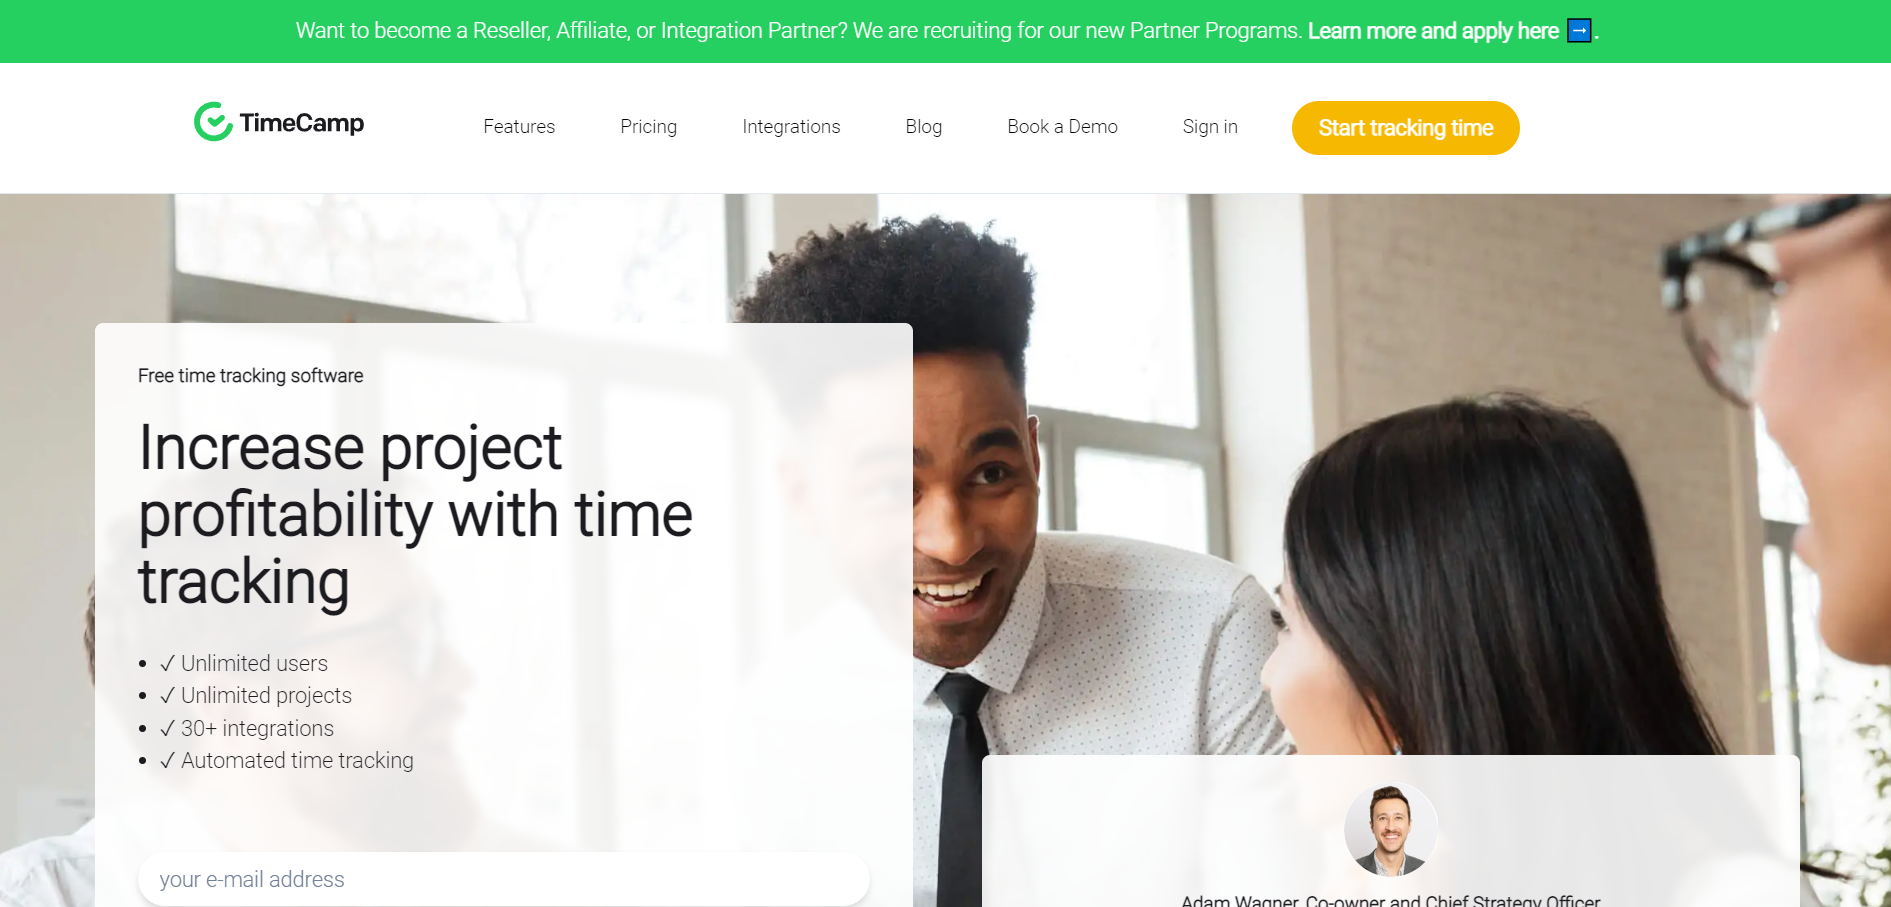 Want to become a Reseller, Affiliate, or Integration Partner? We are recruiting for our new Partner Programs. Learn more and apply here ➡️.
TimeCamp
Features
Pricing
Integrations
Blog
Book a Demo
Sign in
Start tracking time
Free time tracking software
Increase project
profitability with time
tracking
• ✓ Unlimited users
• ✓ Unlimited projects
• ✓ 30+ integrations
• ✓ Automated time tracking
your e-mail address
Adam Wagner, Co-owner and Chief Strategy Officer